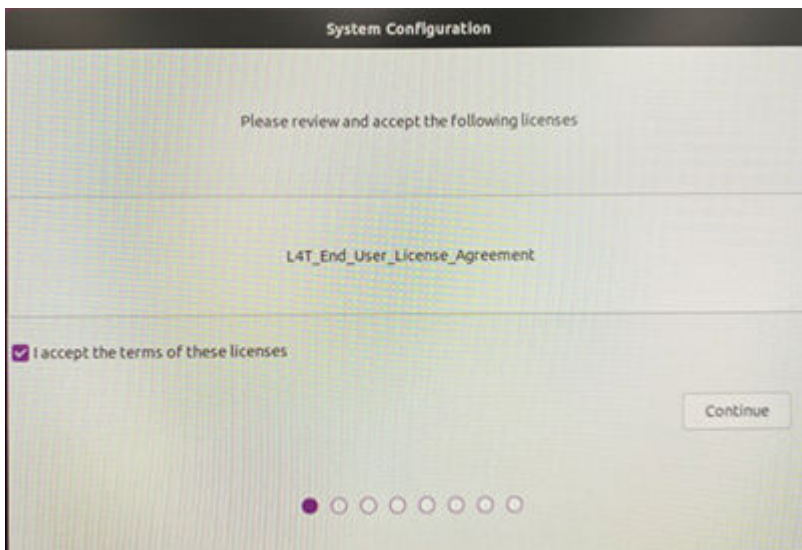 System Configuration
Please review and accept the following licenses
L4T_End_User_License_Agreement
I accept the terms of these licenses
Continue